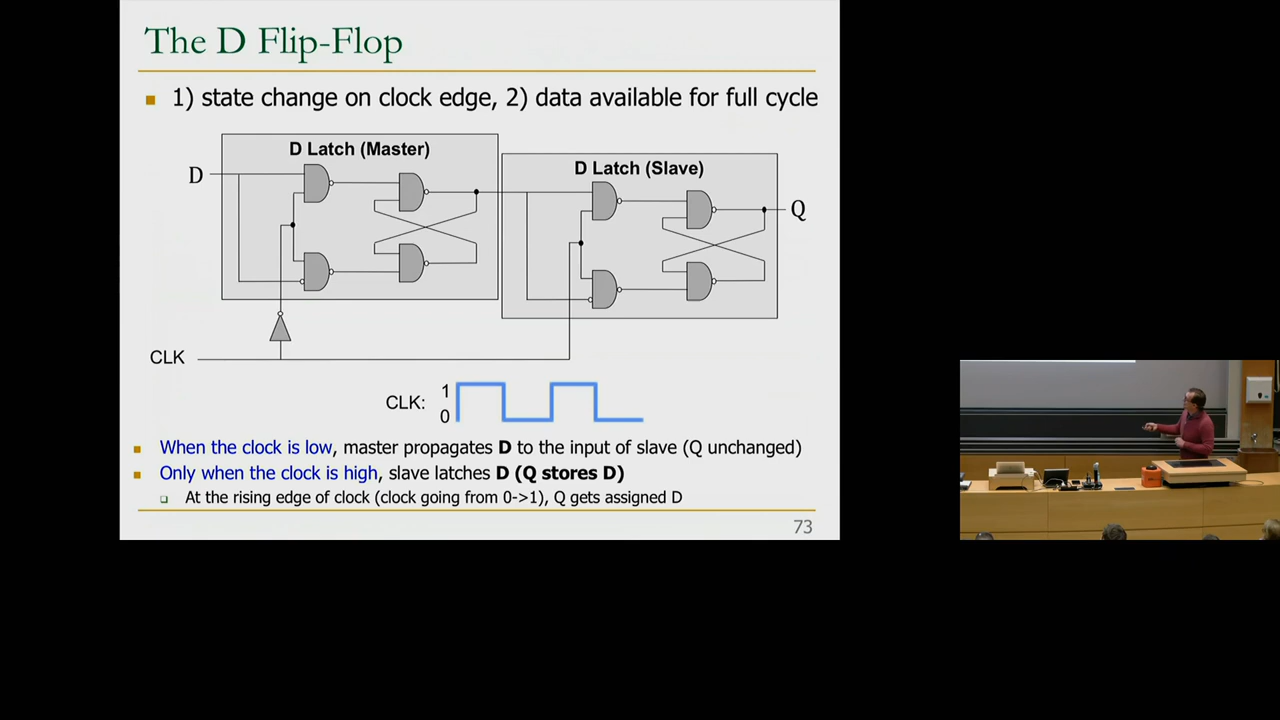 The D Flip-Flop
1) state change on clock edge, 2) data available for full cycle
D Latch (Master)
D Latch (Slave)
D
Q
CLK
CLK:
1
0
When the clock is low, master propagates D to the input of slave (Q unchanged)
Only when the clock is high, slave latches D (Q stores D)
At the rising edge of clock (clock going from 0->1), Q gets assigned D
73